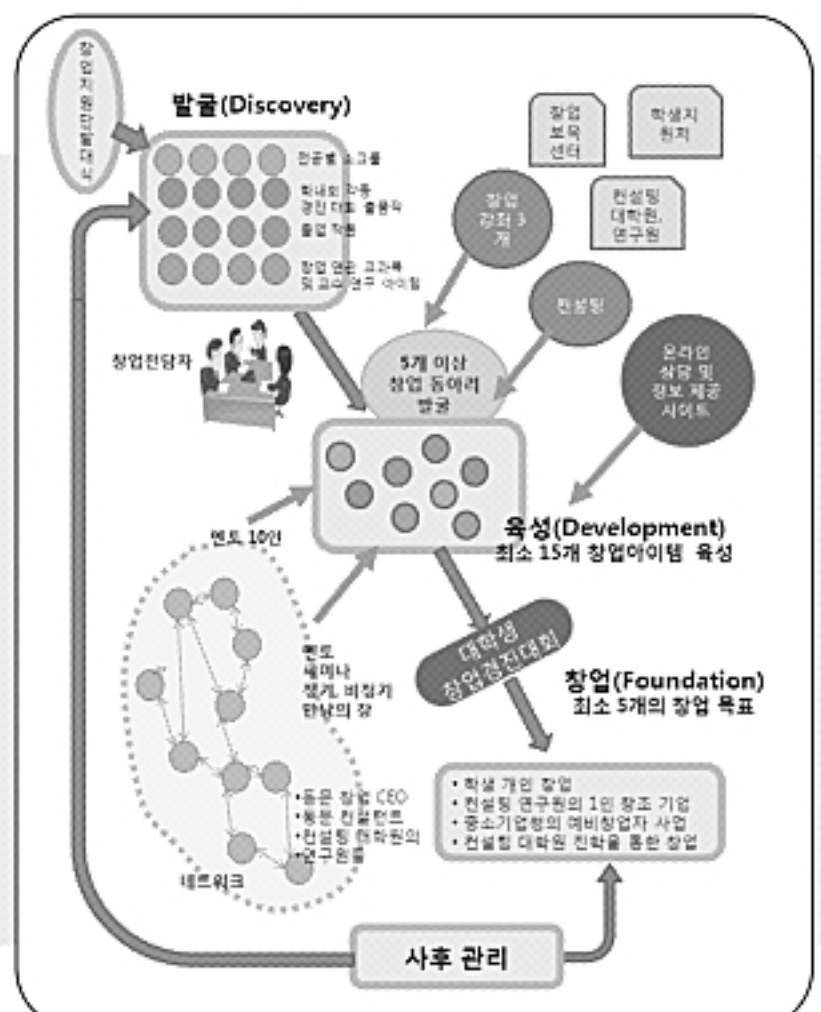 창업지원단발대식
발굴(Discovery)
전공별 소그룹
학내외 각종
경진 대회 출품작
졸업 작품
창업 연관 교과목
및 교수 연구 아이템
창업
보육
센터
학생지
원처
컨설팅
대학원,
연구원
창업
강좌 3
개
컨설팅
온라인
상담 및
정보 제공
사이트
창업전담자
5개 이상
창업 동아리
발굴
육성(Development)
최소 15개 창업아이템 육성
멘토 10인
멘토
세미나
정기, 비정기
만남의 장
대학생
창업경진대회
창업(Foundation)
최소 5개의 창업 목표
•학생 개인 창업
•컨설팅 연구원의 1인 창조 기업
•중소기업청의 예비창업자 사업
•컨설팅 대학원 진학을 통한 창업
•동문 창업 CEO
•동문 컨설턴트
•컨설팅 대학원의
•연구원들
네트워크
사후 관리